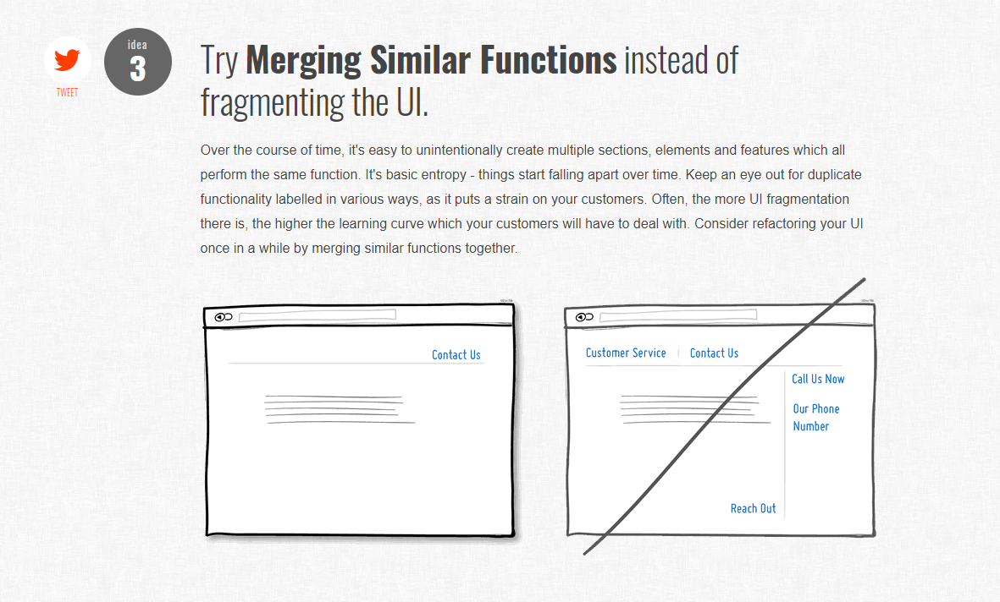 TWEET
idea
3
Try Merging Similar Functions instead of
fragmenting the UI.
Over the course of time, it's easy to unintentionally create multiple sections, elements and features which all
perform the same function. It's basic entropy - things start falling apart over time. Keep an eye out for duplicate
functionality labelled in various ways, as it puts a strain on your customers. Often, the more UI fragmentation
there is, the higher the learning curve which your customers will have to deal with. Consider refactoring your UI
once in a while by merging similar functions together.
Contact Us
Customer Service
Contact Us
Call Us Now
Our Phone
Number
Reach Out